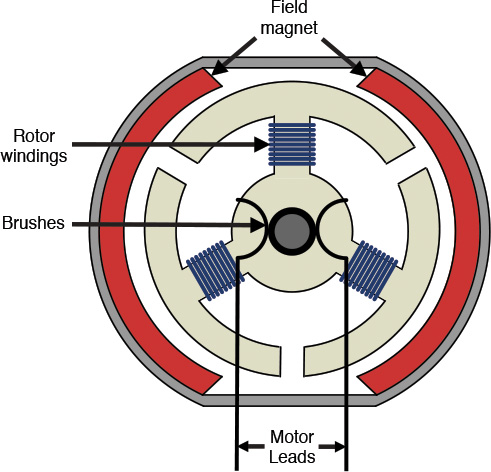 Field
magnet
Rotor
windings
Brushes
Motor
Leads